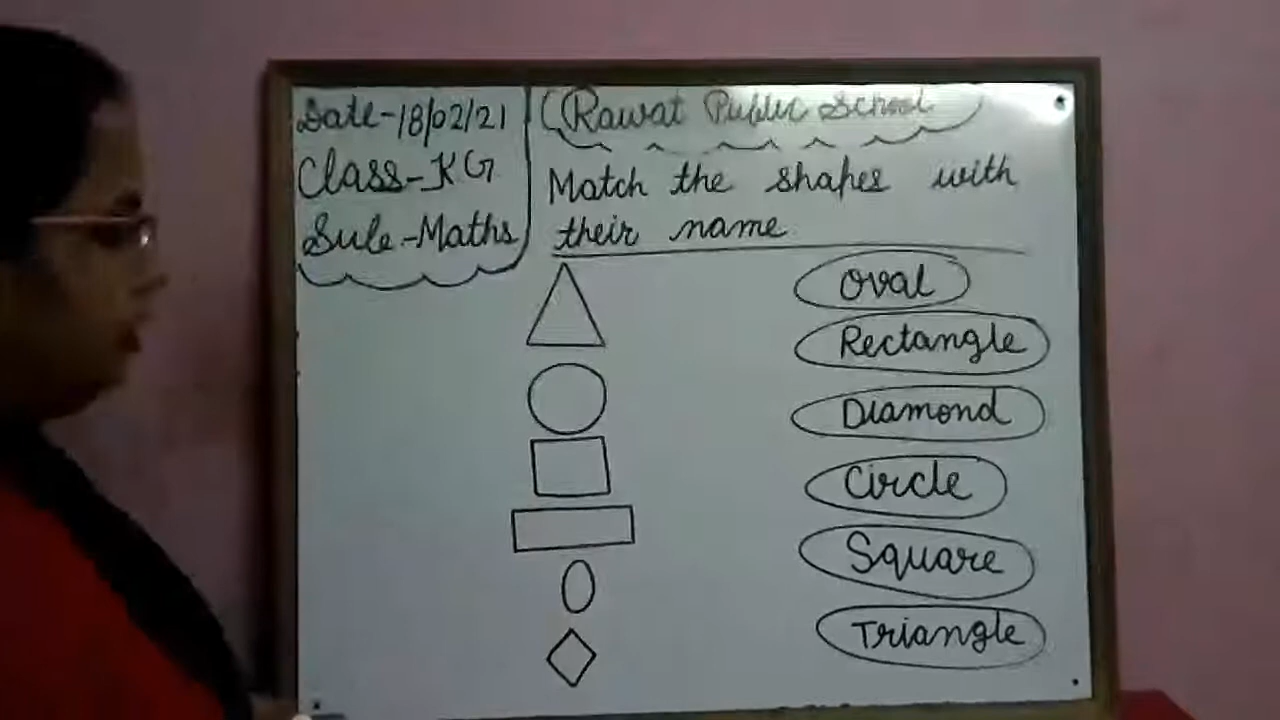 Date-18/02/21
Class-KG
Sub-Maths
Rawat Public School
Match the shapes with
their name
Oval
Rectangle
Diamond
Circle
Square
Triangle